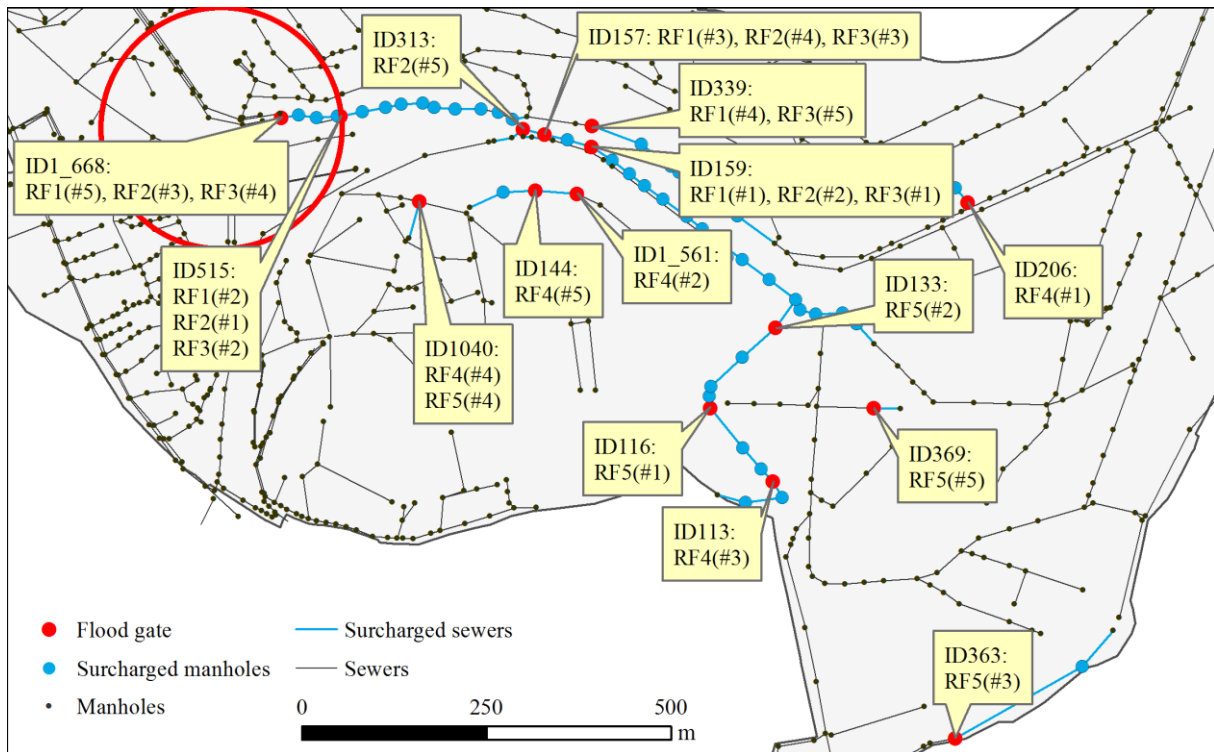 ID313:
RF2(#5)
ID157: RF1(#3), RF2(#4), RF3(#3)
ID339:
RF1(#4), RF3(#5)
ID1_668:
RF1(#5), RF2(#3), RF3(#4)
ID159:
RF1(#1), RF2(#2), RF3(#1)
ID515:
RF1(#2)
RF2(#1)
RF3(#2)
ID144:
RF4(#5)
ID1_561:
RF4(#2)
ID133:
RF5(#2)
ID206:
RF4(#1)
ID1040:
RF4(#4)
RF5(#4)
ID116:
RF5(#1)
ID369:
RF5(#5)
ID113:
RF4(#3)
ID363:
RF5(#3)
Flood gate
Surcharged sewers
Surcharged manholes
Sewers
Manholes
0 250 500
m